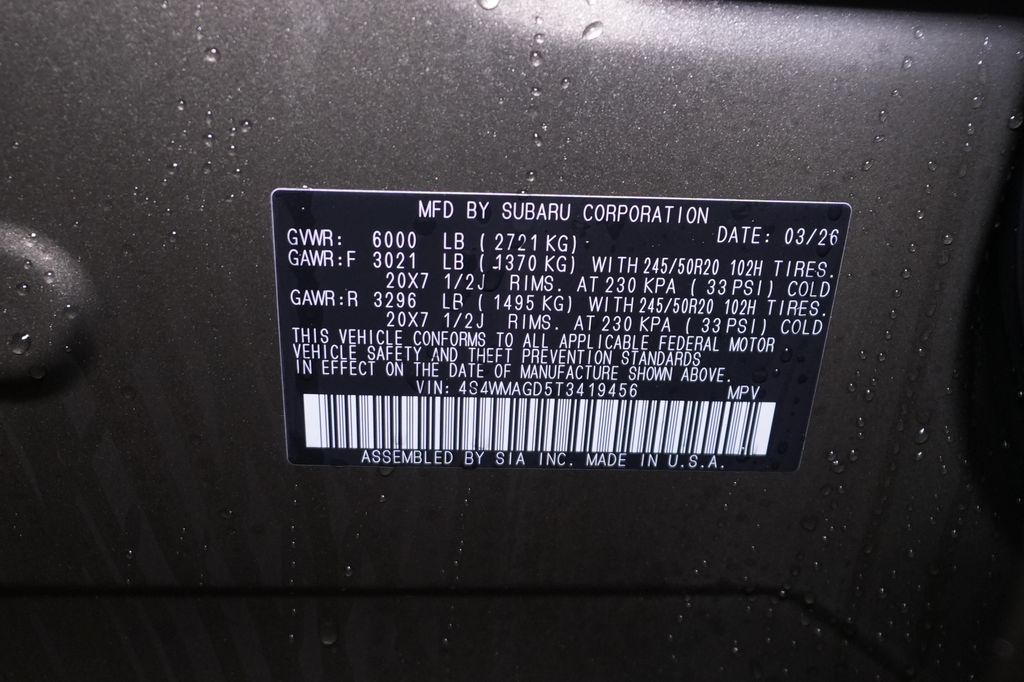 MFD BY SUBARU CORPORATION
GVWR: 6000 LB ( 2721 KG) DATE: 03/26
GAWR:F 3021 LB ( 1370 KG) WITH 245/50R20 102H TIRES.
20X7 1/2J RIMS. AT 230 KPA ( 33 PSI) COLD
GAWR:R 3296 LB ( 1495 KG) WITH 245/50R20 102H TIRES.
20X7 1/2J RIMS. AT 230 KPA ( 33 PSI) COLD
THIS VEHICLE CONFORMS TO ALL APPLICABLE FEDERAL MOTOR
VEHICLE SAFETY AND THEFT PREVENTION STANDARDS
IN EFFECT ON THE DATE OF MANUFACTURE SHOWN ABOVE.
VIN: 4S4WMAGD5T3419456 MPV
ASSEMBLED BY SIA INC. MADE IN U.S.A.